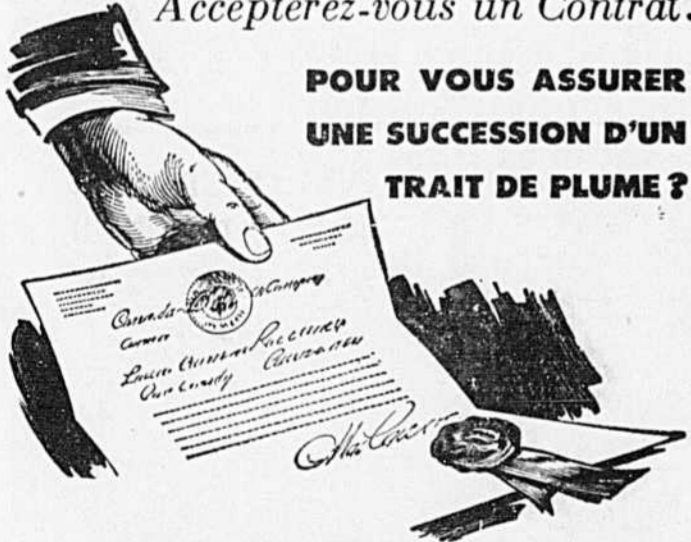 Accepterez-vous un Contrat.
POUR VOUS ASSURER
UNE SUCCESSION D'UN
TRAIT DE PLUME ?